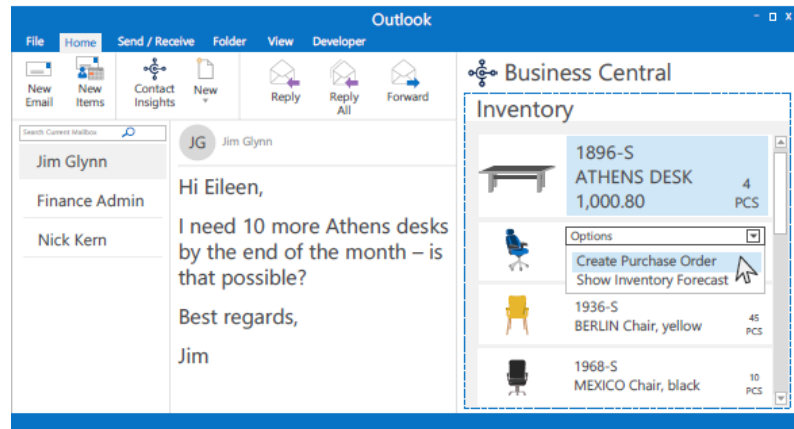 Outlook
File Home Send / Receive Folder View Developer
New Email
New Items
Contact Insights
New
Reply
Reply All
Forward
Search Current Mailbox
Jim Glynn
Finance Admin
Nick Kern
JG Jim Glynn
Hi Eileen,
I need 10 more Athens desks
by the end of the month – is
that possible?
Best regards,
Jim
Business Central
Inventory
1896-S
ATHENS DESK
1,000.80
4
PCS
Options
Create Purchase Order
Show Inventory Forecast
1936-S
BERLIN Chair, yellow
45
PCS
1968-S
MEXICO Chair, black
10
PCS